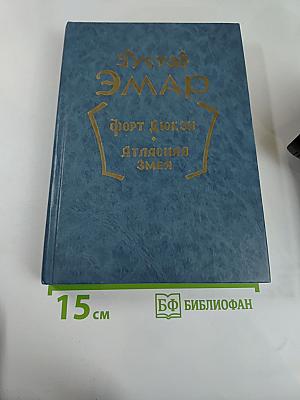 Густав
ЭМАР
Форт Дюкэн
•
Атласная
змея
15 см
БФ БИБЛИОФАН